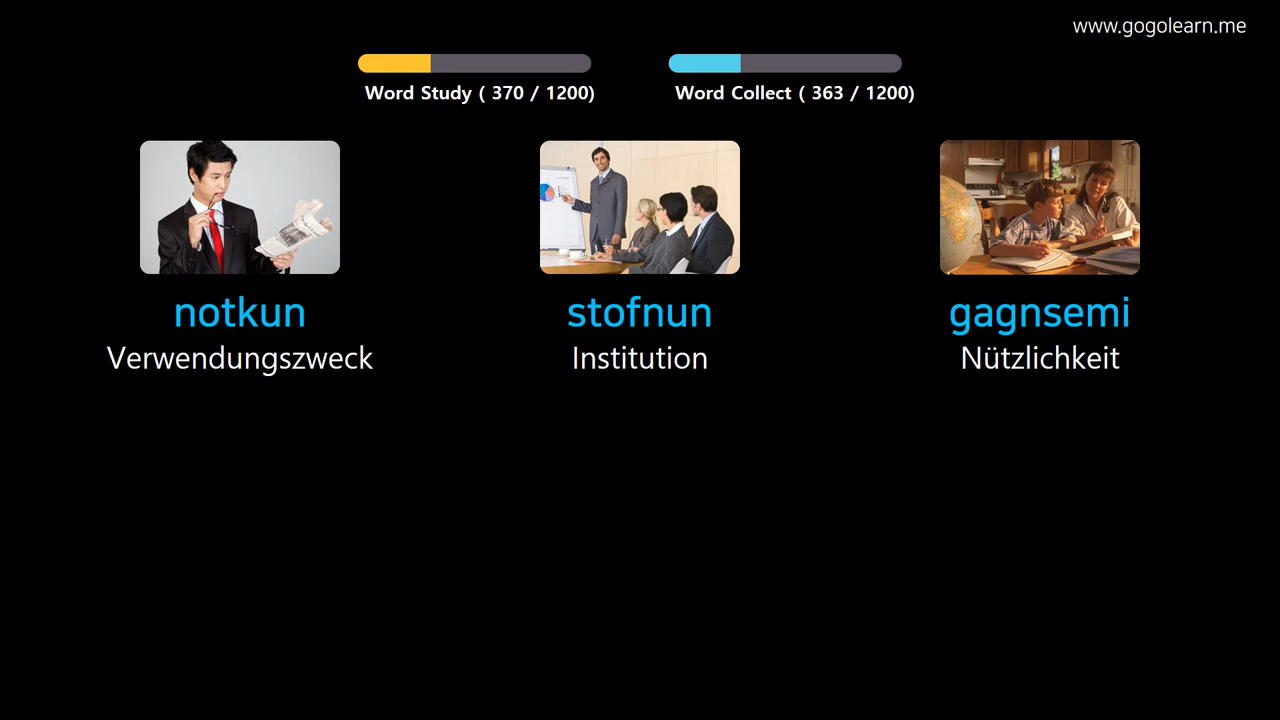 www.gogolearn.me
Word Study ( 370 / 1200)
Word Collect ( 363 / 1200)
notkun
stofnun
gagnsemi
Verwendungszweck
Institution
Nützlichkeit